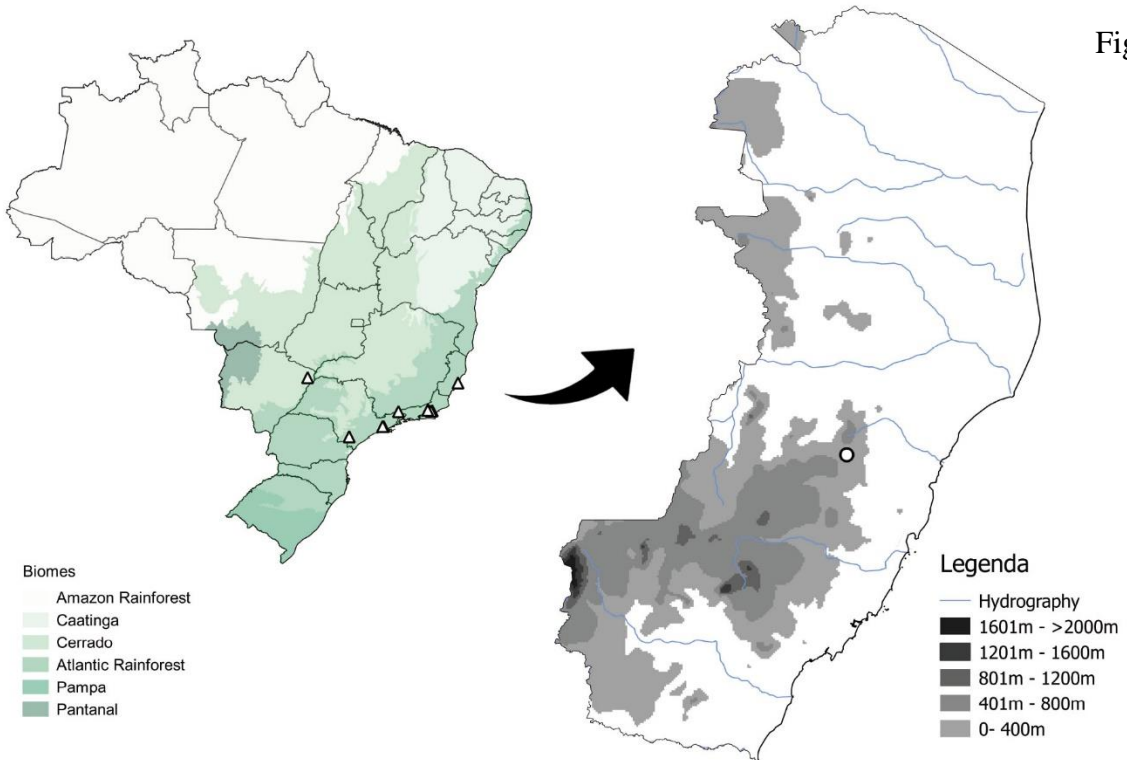 Fig
Biomes
Amazon Rainforest
Caatinga
Cerrado
Atlantic Rainforest
Pampa
Pantanal
Legenda
Hydrography
1601m - >2000m
1201m - 1600m
801m - 1200m
401m - 800m
0- 400m